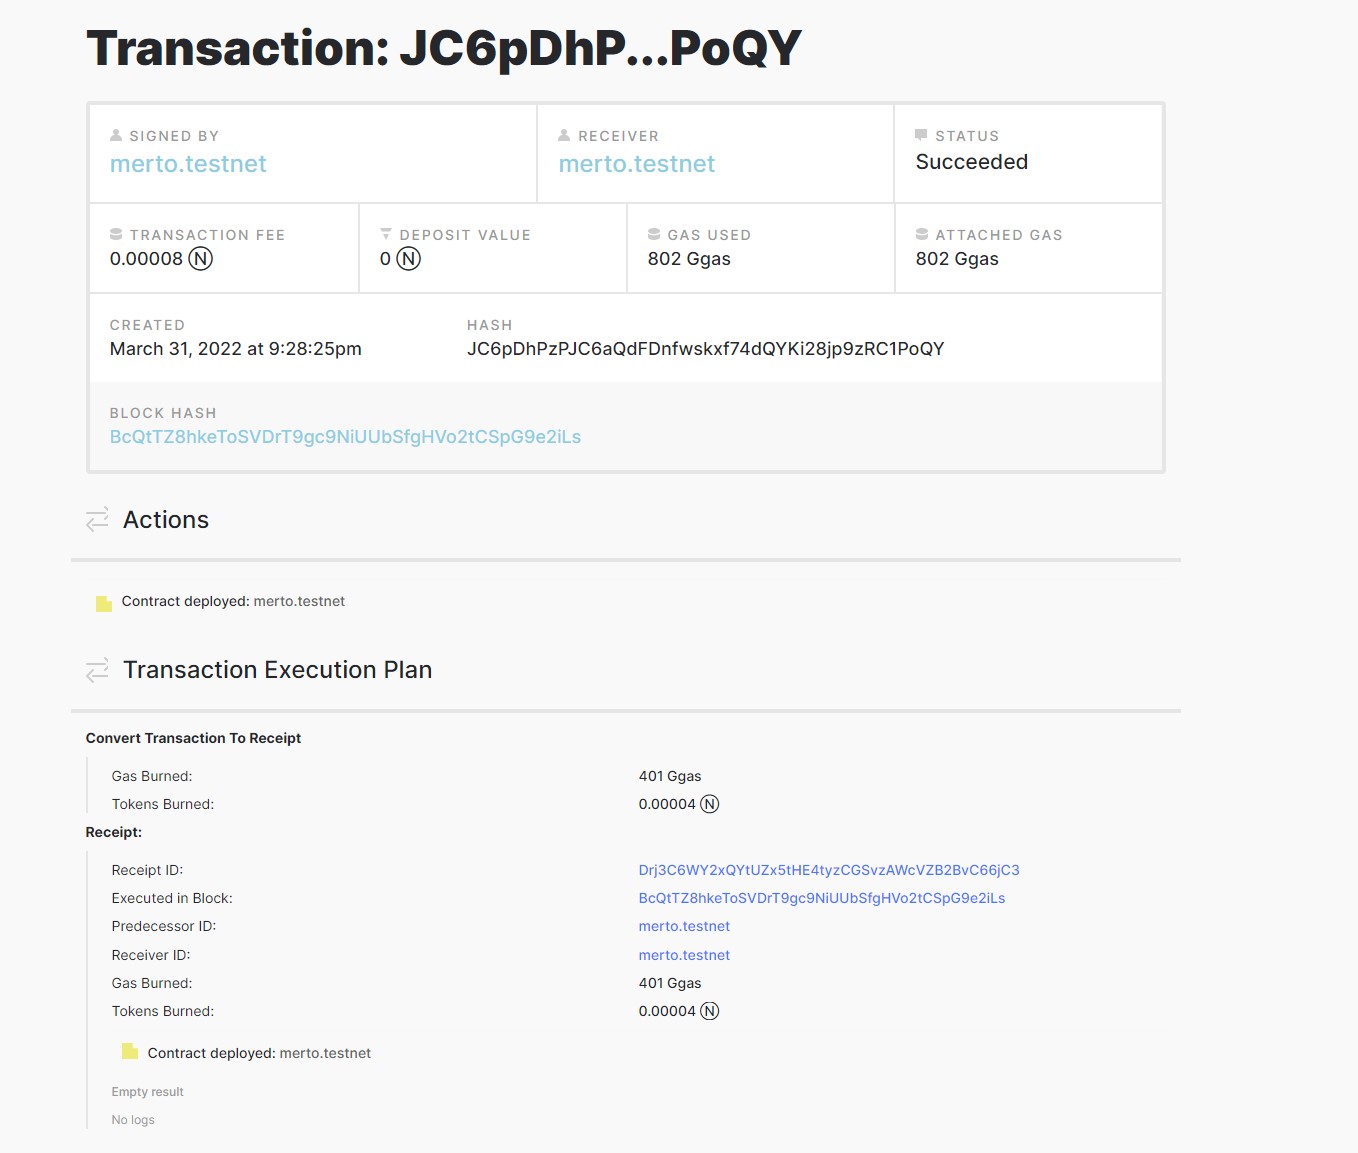 Transaction: JC6pDhP...PoQY
SIGNED BY
merto.testnet
RECEIVER
merto.testnet
STATUS
Succeeded
TRANSACTION FEE
0.00008 Ⓝ
DEPOSIT VALUE
0 Ⓝ
GAS USED
802 Ggas
ATTACHED GAS
802 Ggas
CREATED
March 31, 2022 at 9:28:25pm
HASH
JC6pDhPzPJC6aQdFDnfwskxf74dQYKi28jp9zRC1PoQY
BLOCK HASH
BcQtTZ8hkeToSVDrT9gc9NiUUbSfgHVo2tCSpG9e2iLs
Actions
Contract deployed: merto.testnet
Transaction Execution Plan
Convert Transaction To Receipt
Gas Burned: 401 Ggas
Tokens Burned: 0.00004 Ⓝ
Receipt:
Receipt ID: Drj3C6WY2xQYtUZx5tHE4tyzCGSvzAWcVZB2BvC66jC3
Executed in Block: BcQtTZ8hkeToSVDrT9gc9NiUUbSfgHVo2tCSpG9e2iLs
Predecessor ID: merto.testnet
Receiver ID: merto.testnet
Gas Burned: 401 Ggas
Tokens Burned: 0.00004 Ⓝ
Contract deployed: merto.testnet
Empty result
No logs